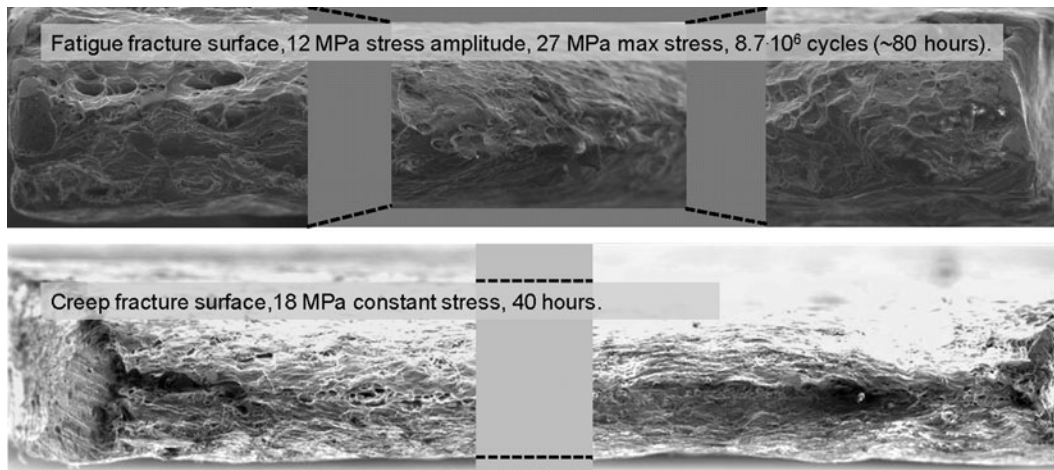 Fatigue fracture surface,12 MPa stress amplitude, 27 MPa max stress, 8.7·10⁶ cycles (~80 hours).
Creep fracture surface,18 MPa constant stress, 40 hours.